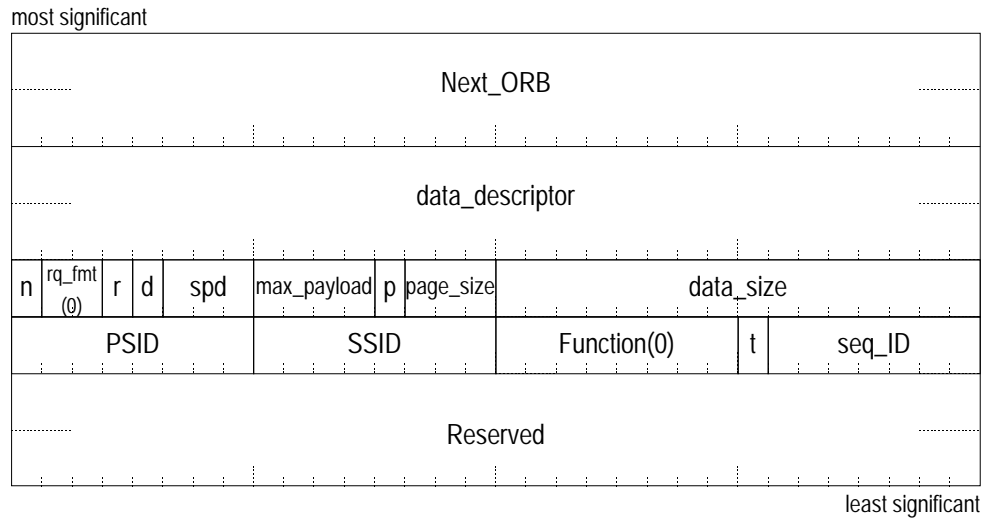 most significant
Next_ORB
data_descriptor
n rq_fmt (0) r d spd max_payload p page_size data_size
PSID SSID Function(0) t seq_ID
Reserved
least significant